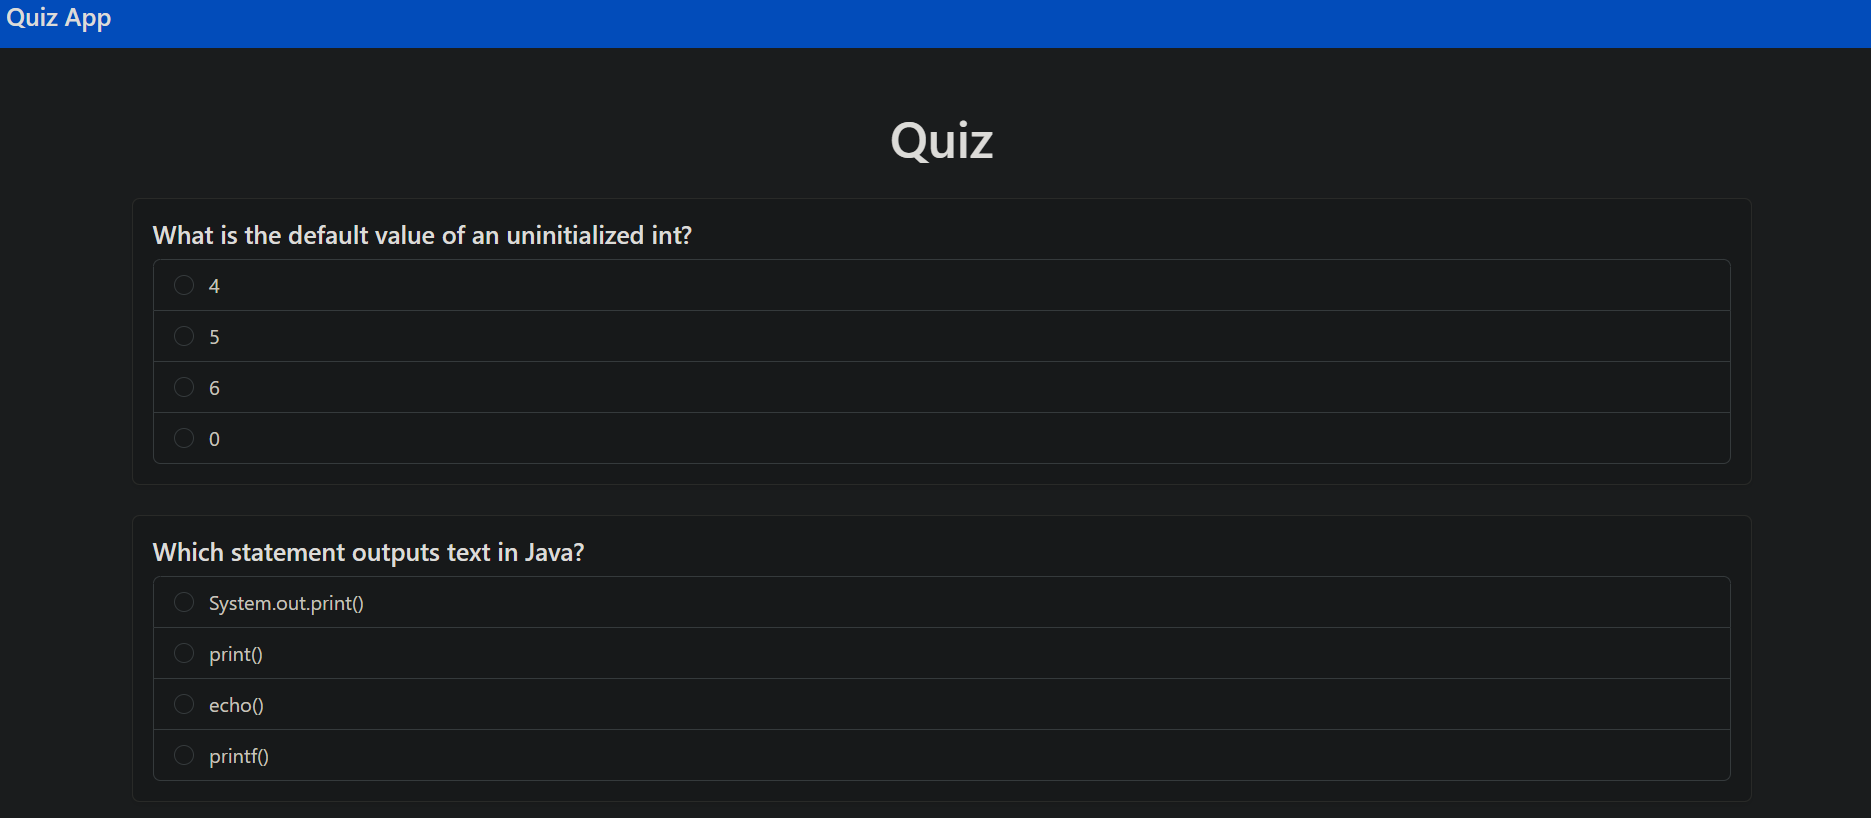 Quiz App
Quiz
What is the default value of an uninitialized int?
4
5
6
0
Which statement outputs text in Java?
System.out.print()
print()
echo()
printf()